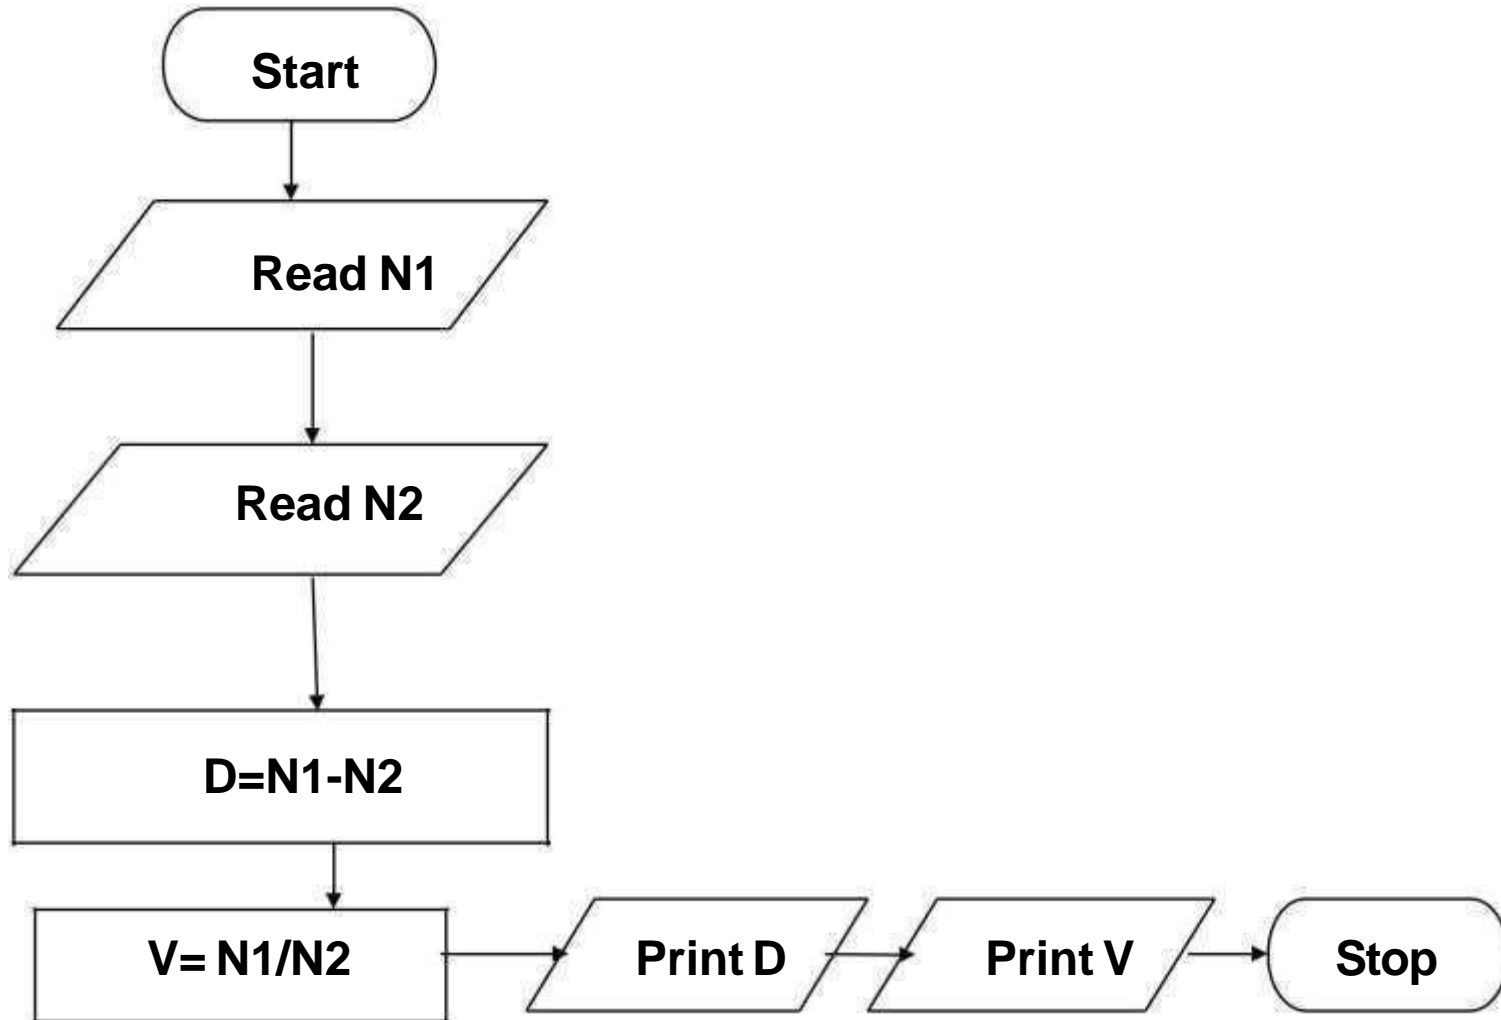 Start
Read N1
Read N2
D=N1-N2
V= N1/N2
Print D
Print V
Stop